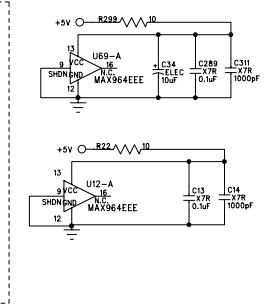 +5V R299 10
13 U69-A
VCC
9 16
SHDN GND N.C.
MAX964EEE
12
+ C34
ELEC
10uF
C289
X7R
0.1uF
C311
X7R
1000pF
+5V R22 10
13 U12-A
VCC
9 16
SHDN GND N.C.
MAX964EEE
12
C13
X7R
0.1uF
C14
X7R
1000pF